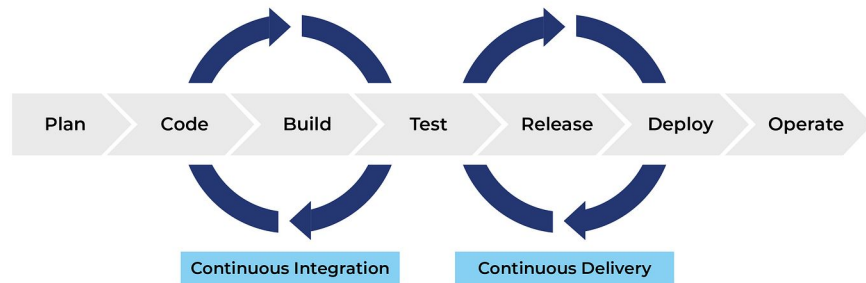 Plan Code Build Test Release Deploy Operate
Continuous Integration Continuous Delivery